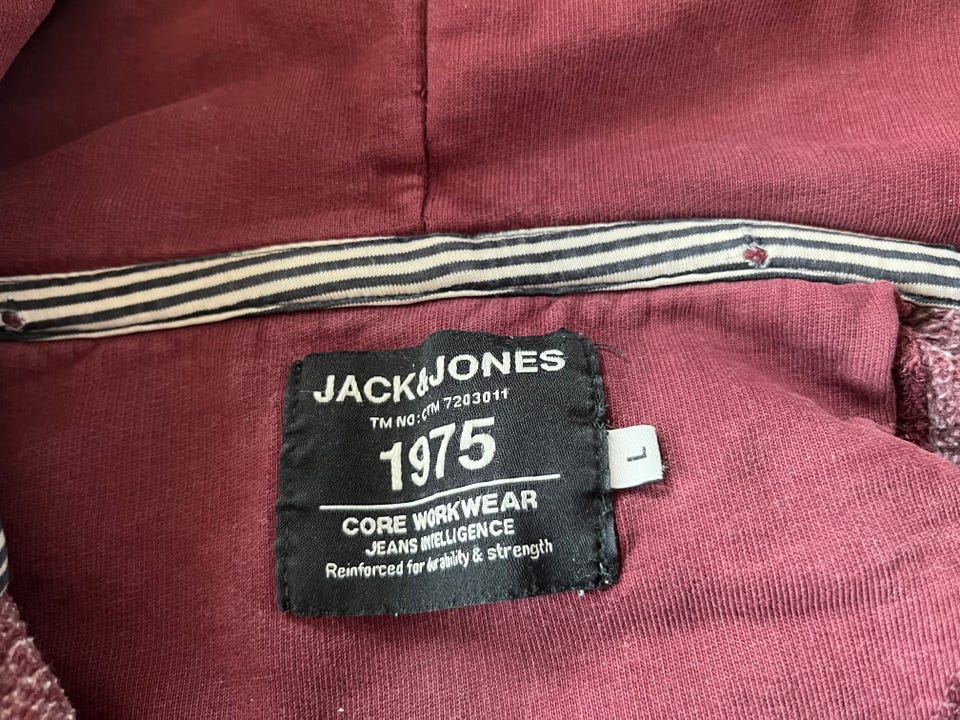 JACK&JONES
TM NO: CTM 7203011
1975
CORE WORKWEAR
JEANS INTELLIGENCE
Reinforced for durability & strength
L